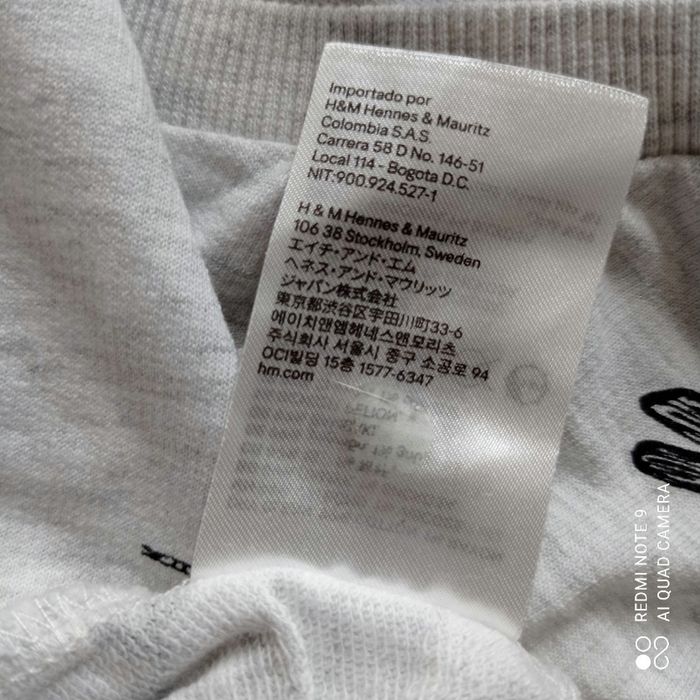 Importado por
H&M Hennes & Mauritz
Colombia S.A.S.
Carrera 58 D No. 146-51
Local 114 - Bogota D.C.
NIT:900.924.527-1
H & M Hennes & Mauritz
106 38 Stockholm, Sweden
エイチ・アンド・エム
ヘネス・アンド・マウリッツ
ジャパン株式会社
東京都渋谷区宇田川町33-6
에이치앤엠헤네스앤모리츠
주식회사 서울시 중구 소공로 94
OCI빌딩 15층 1577-6347
hm.com
REDMI NOTE 9
AI QUAD CAMERA